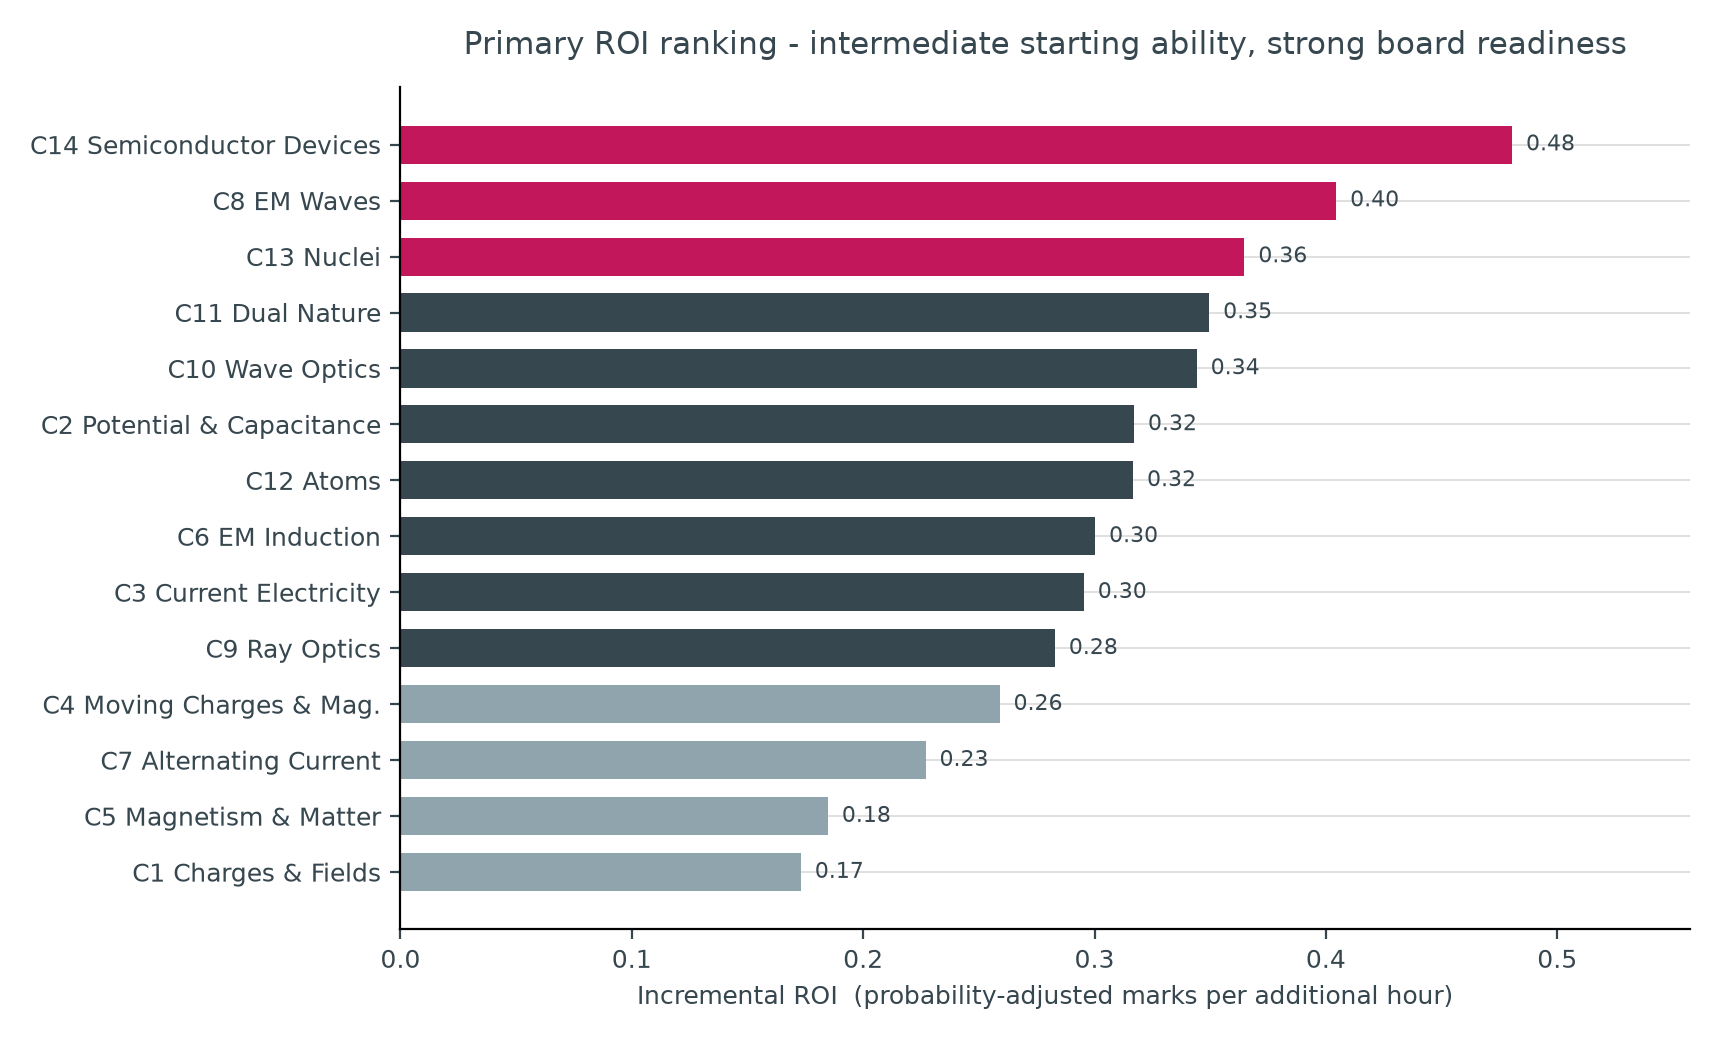 Primary ROI ranking - intermediate starting ability, strong board readiness
C14 Semiconductor Devices 0.48
C8 EM Waves 0.40
C13 Nuclei 0.36
C11 Dual Nature 0.35
C10 Wave Optics 0.34
C2 Potential & Capacitance 0.32
C12 Atoms 0.32
C6 EM Induction 0.30
C3 Current Electricity 0.30
C9 Ray Optics 0.28
C4 Moving Charges & Mag. 0.26
C7 Alternating Current 0.23
C5 Magnetism & Matter 0.18
C1 Charges & Fields 0.17
0.0 0.1 0.2 0.3 0.4 0.5
Incremental ROI  (probability-adjusted marks per additional hour)